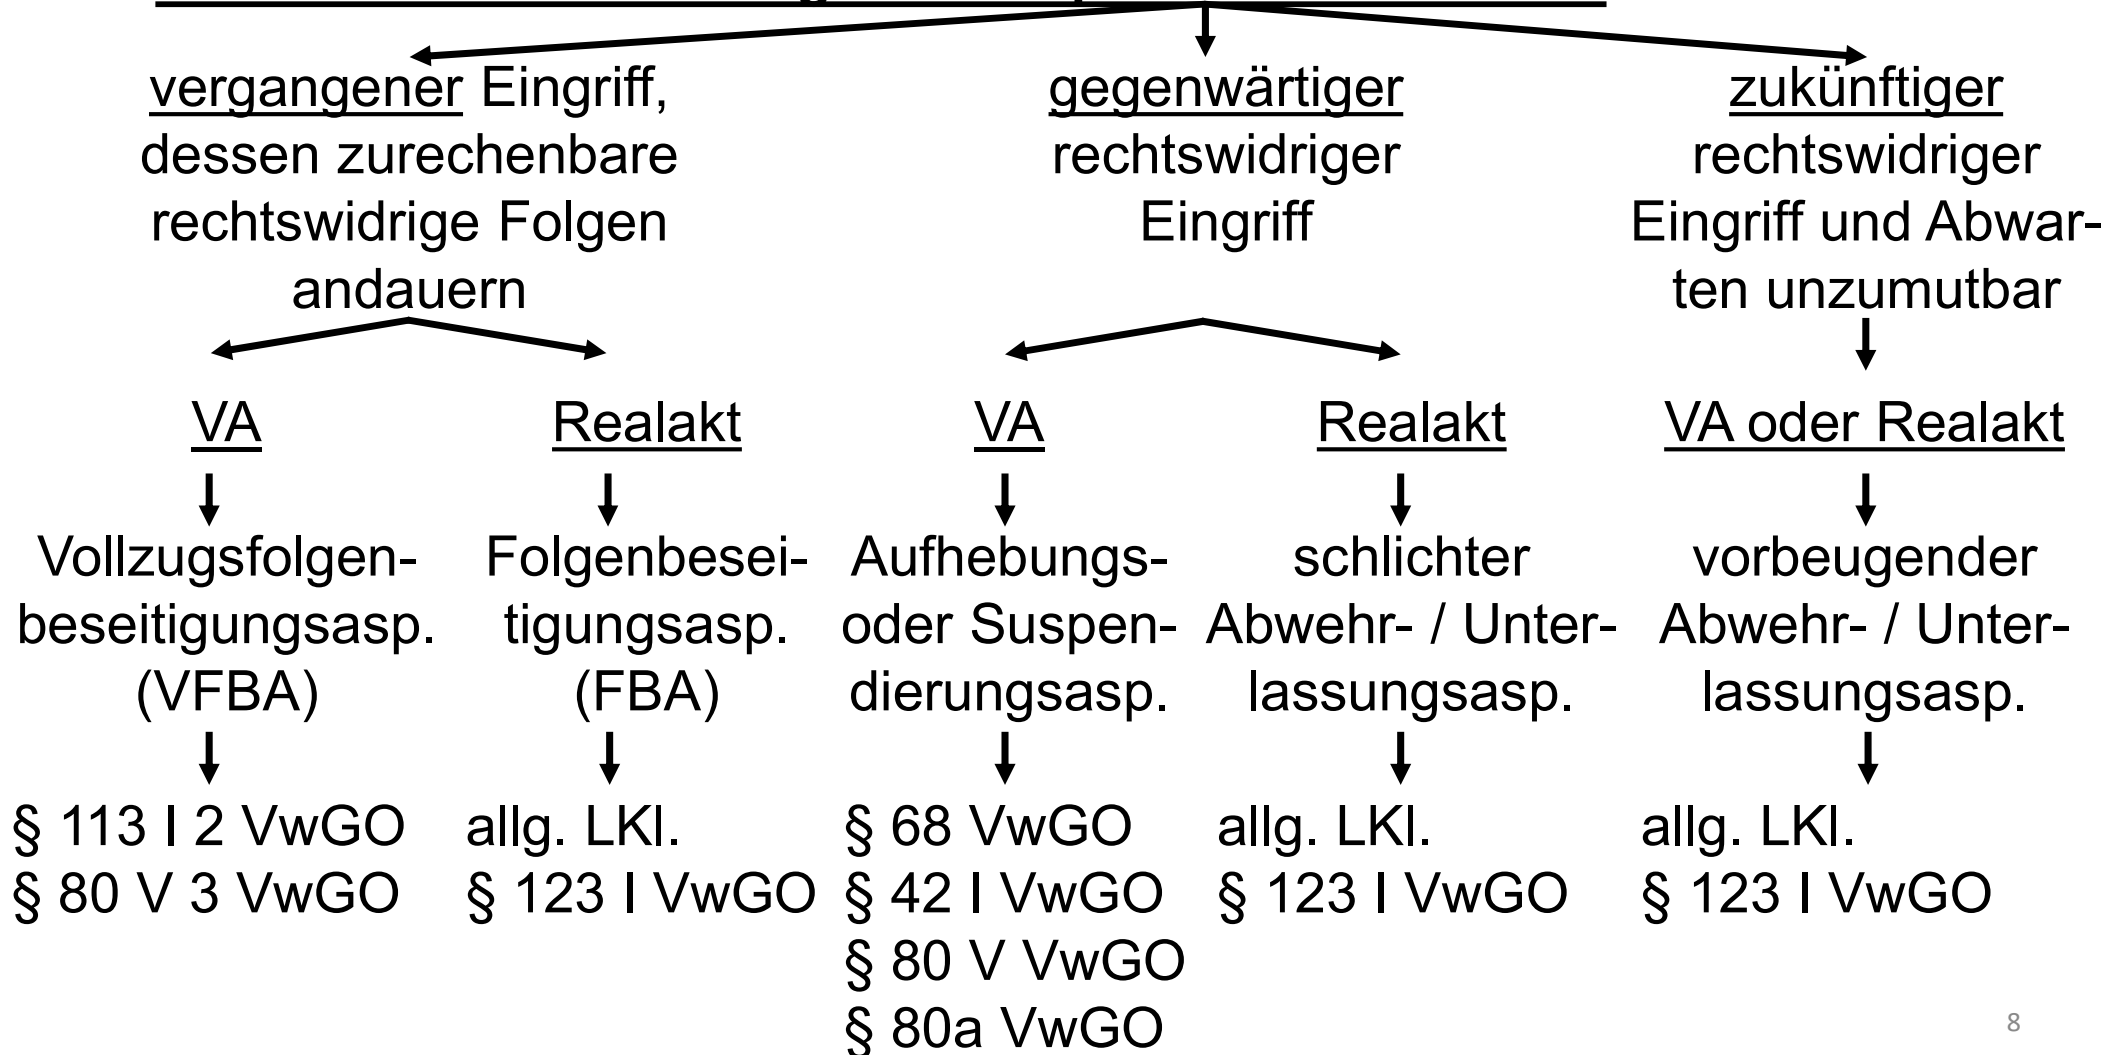 vergangener Eingriff,
dessen zurechenbare
rechtswidrige Folgen
andauern
gegenwärtiger
rechtswidriger
Eingriff
zukünftiger
rechtswidriger
Eingriff und Abwar-
ten unzumutbar
VA
Realakt
VA
Realakt
VA oder Realakt
Vollzugsfolgen-
beseitigungsasp.
(VFBA)
Folgenbesei-
tigungsasp.
(FBA)
Aufhebungs-
oder Suspen-
dierungsasp.
schlichter
Abwehr- / Unter-
lassungsasp.
vorbeugender
Abwehr- / Unter-
lassungsasp.
§ 113 I 2 VwGO
§ 80 V 3 VwGO
allg. LKl.
§ 123 I VwGO
§ 68 VwGO
§ 42 I VwGO
§ 80 V VwGO
§ 80a VwGO
allg. LKl.
§ 123 I VwGO
allg. LKl.
§ 123 I VwGO
8